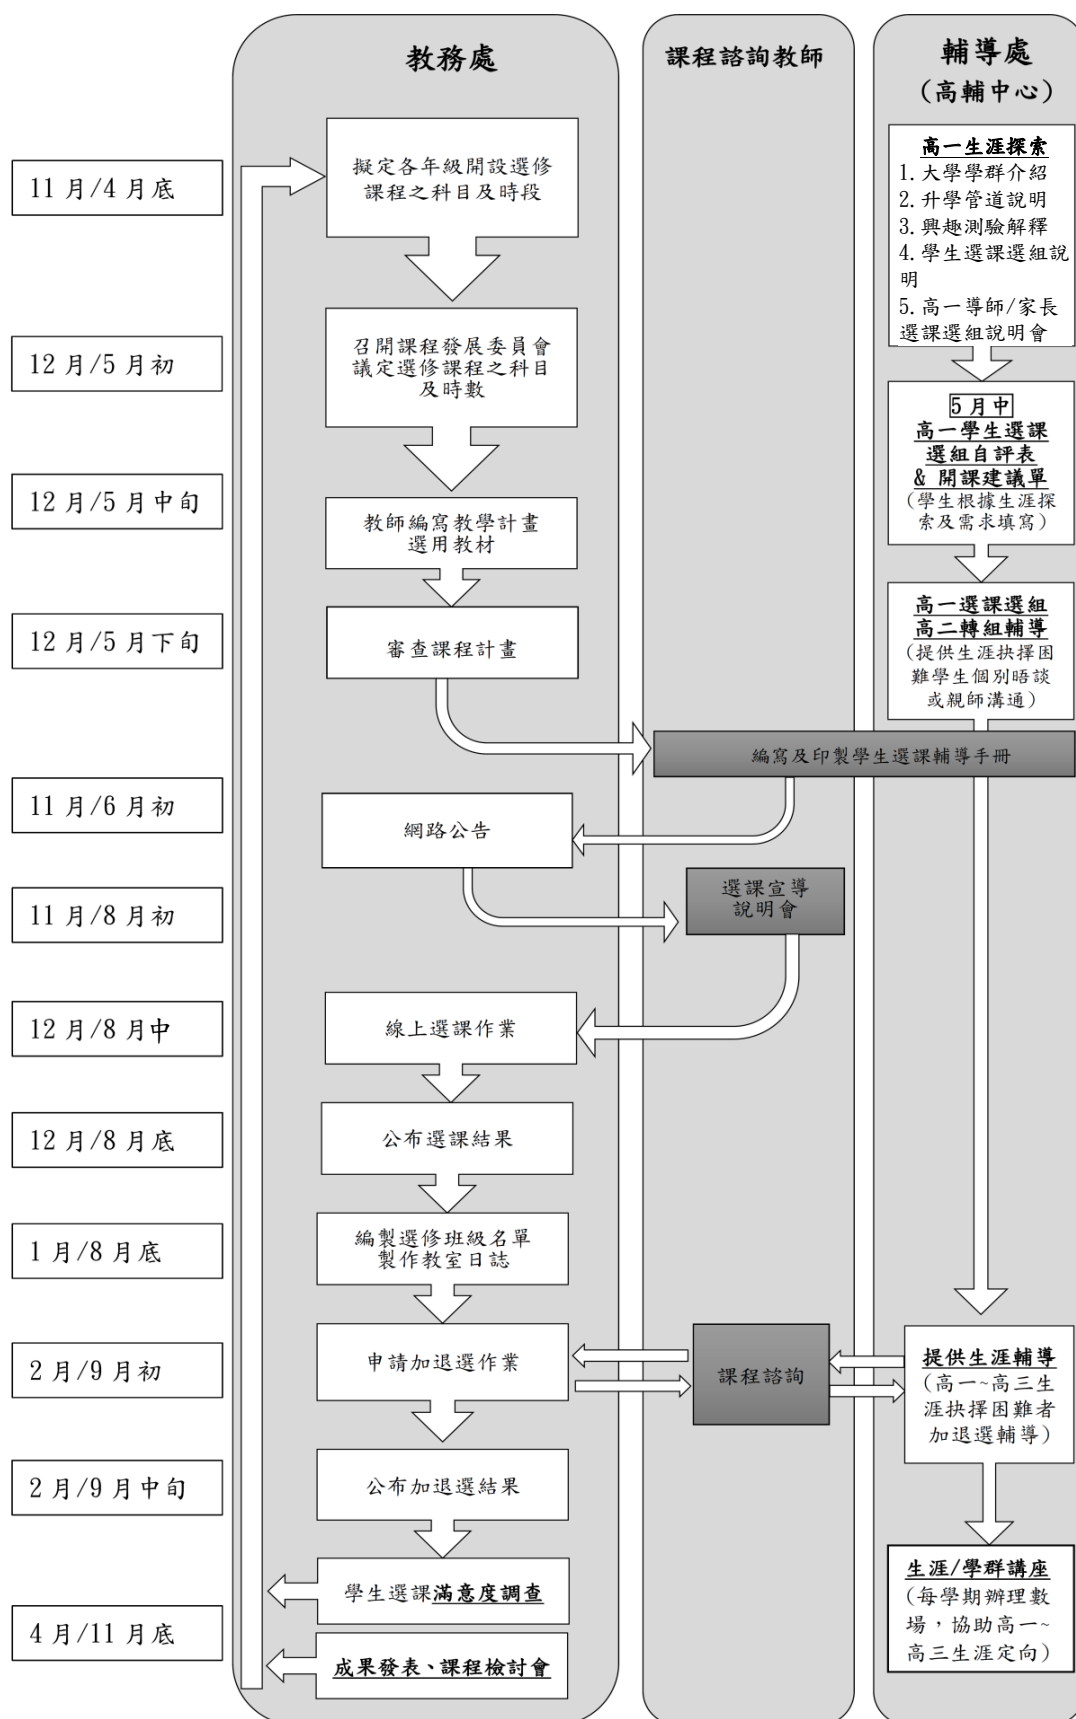 教務處
課程諮詢教師
輔導處
(高輔中心)
11 月/4 月底
12 月/5 月初
12 月/5 月中旬
12 月/5 月下旬
11 月/6 月初
11 月/8 月初
12 月/8 月中
12 月/8 月底
1 月/8 月底
2 月/9 月初
2 月/9 月中旬
4 月/11 月底
擬定各年級開設選修
課程之科目及時段
召開課程發展委員會
議定選修課程之科目
及時數
教師編寫教學計畫
選用教材
審查課程計畫
網路公告
線上選課作業
公布選課結果
編製選修班級名單
製作教室日誌
申請加退選作業
公布加退選結果
學生選課滿意度調查
成果發表、課程檢討會
編寫及印製學生選課輔導手冊
選課宣導
說明會
課程諮詢
高一生涯探索
1. 大學學群介紹
2. 升學管道說明
3. 興趣測驗解釋
4. 學生選課選組說
明
5. 高一導師/家長
選課選組說明會
5 月中
高一學生選課
選組自評表
& 開課建議單
(學生根據生涯探
索及需求填寫)
高一選課選組
高二轉組輔導
(提供生涯抉擇困
難學生個別晤談
或親師溝通)
提供生涯輔導
(高一~高三生
涯抉擇困難者
加退選輔導)
生涯/學群講座
(每學期辦理數
場，協助高一~
高三生涯定向)